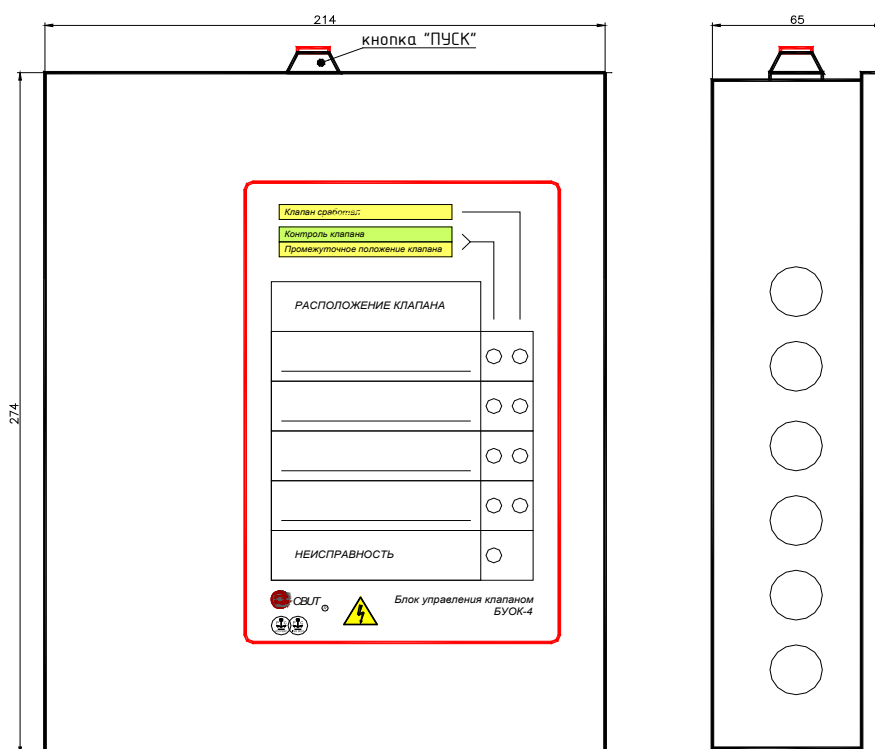 214
65
кнопка "ПУСК"
274
Клапан сработал
Контроль клапана
Промежуточное положение клапана
РАСПОЛОЖЕНИЕ КЛАПАНА
НЕИСПРАВНОСТЬ
СВИТ ®
Блок управления клапаном
БУОК-4